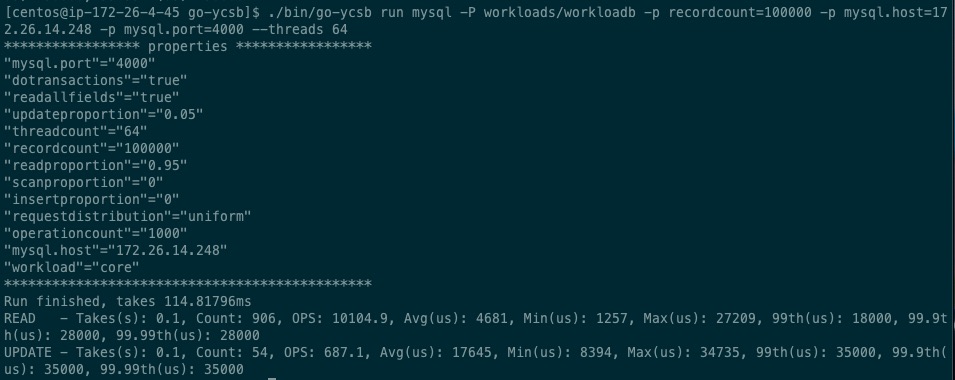 [centos@ip-172-26-4-45 go-ycsb]$ ./bin/go-ycsb run mysql -P workloads/workloadb -p recordcount=100000 -p mysql.host=17
2.26.14.248 -p mysql.port=4000 --threads 64
***************** properties *****************
"mysql.port"="4000"
"dotransactions"="true"
"readallfields"="true"
"updateproportion"="0.05"
"threadcount"="64"
"recordcount"="100000"
"readproportion"="0.95"
"scanproportion"="0"
"insertproportion"="0"
"requestdistribution"="uniform"
"operationcount"="1000"
"mysql.host"="172.26.14.248"
"workload"="core"
**********************************************
Run finished, takes 114.81796ms
READ   - Takes(s): 0.1, Count: 906, OPS: 10104.9, Avg(us): 4681, Min(us): 1257, Max(us): 27209, 99th(us): 18000, 99.9t
h(us): 28000, 99.99th(us): 28000
UPDATE - Takes(s): 0.1, Count: 54, OPS: 687.1, Avg(us): 17645, Min(us): 8394, Max(us): 34735, 99th(us): 35000, 99.9th(
us): 35000, 99.99th(us): 35000